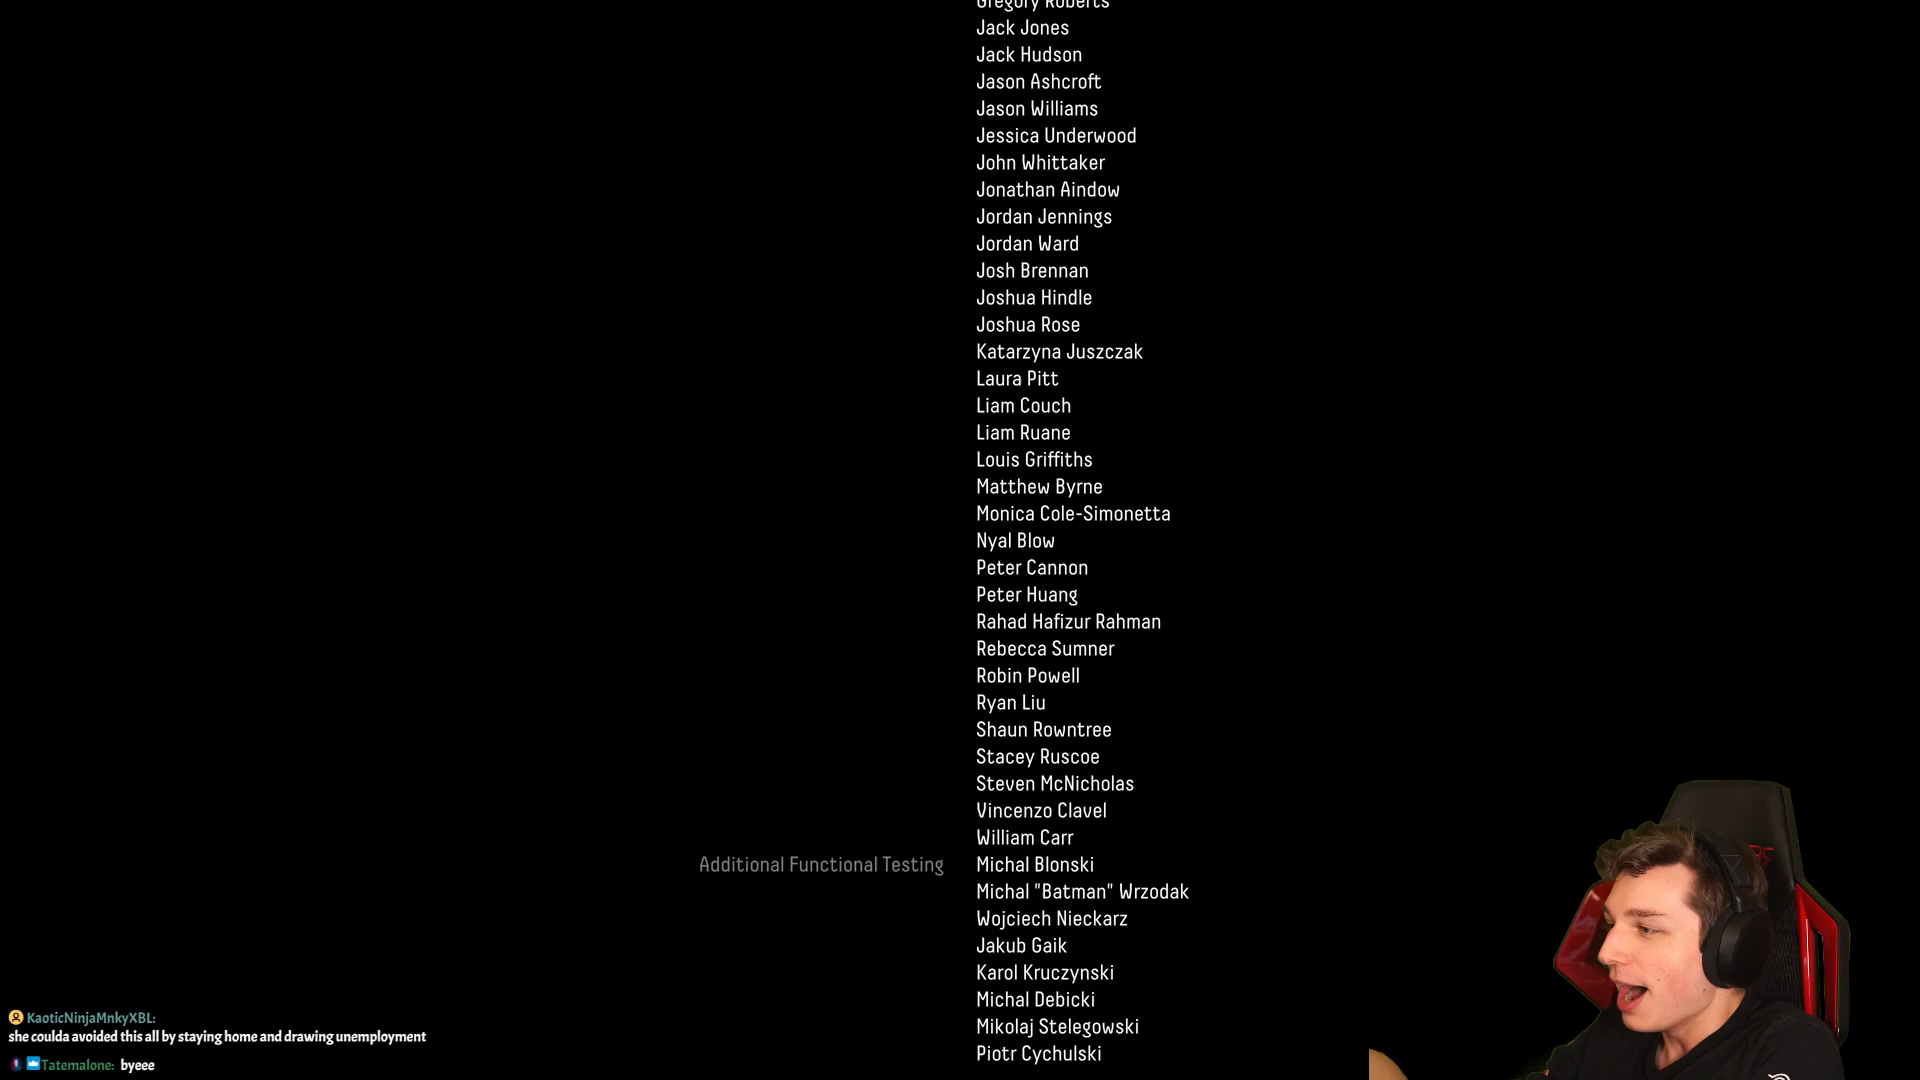 Gregory Roberts
Jack Jones
Jack Hudson
Jason Ashcroft
Jason Williams
Jessica Underwood
John Whittaker
Jonathan Aindow
Jordan Jennings
Jordan Ward
Josh Brennan
Joshua Hindle
Joshua Rose
Katarzyna Juszczak
Laura Pitt
Liam Couch
Liam Ruane
Louis Griffiths
Matthew Byrne
Monica Cole-Simonetta
Nyal Blow
Peter Cannon
Peter Huang
Rahad Hafizur Rahman
Rebecca Sumner
Robin Powell
Ryan Liu
Shaun Rowntree
Stacey Ruscoe
Steven McNicholas
Vincenzo Clavel
William Carr
Additional Functional Testing Michal Blonski
Michal "Batman" Wrzodak
Wojciech Nieckarz
Jakub Gaik
Karol Kruczynski
Michal Debicki
Mikolaj Stelegowski
Piotr Cychulski
KaoticNinjaMnkyXBL:
she coulda avoided this all by staying home and drawing unemployment
Tatemalone: byeee